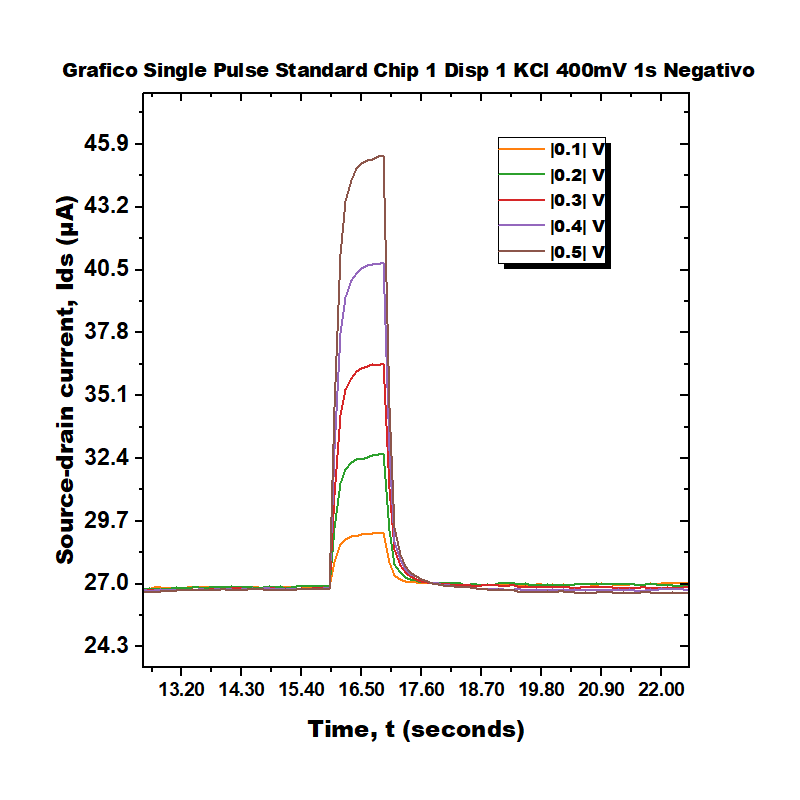 Grafico Single Pulse Standard Chip 1 Disp 1 KCl 400mV 1s Negativo
|0.1| V
|0.2| V
|0.3| V
|0.4| V
|0.5| V
45.9
43.2
40.5
37.8
35.1
32.4
29.7
27.0
24.3
Source-drain current, Ids (µA)
13.20 14.30 15.40 16.50 17.60 18.70 19.80 20.90 22.00
Time, t (seconds)